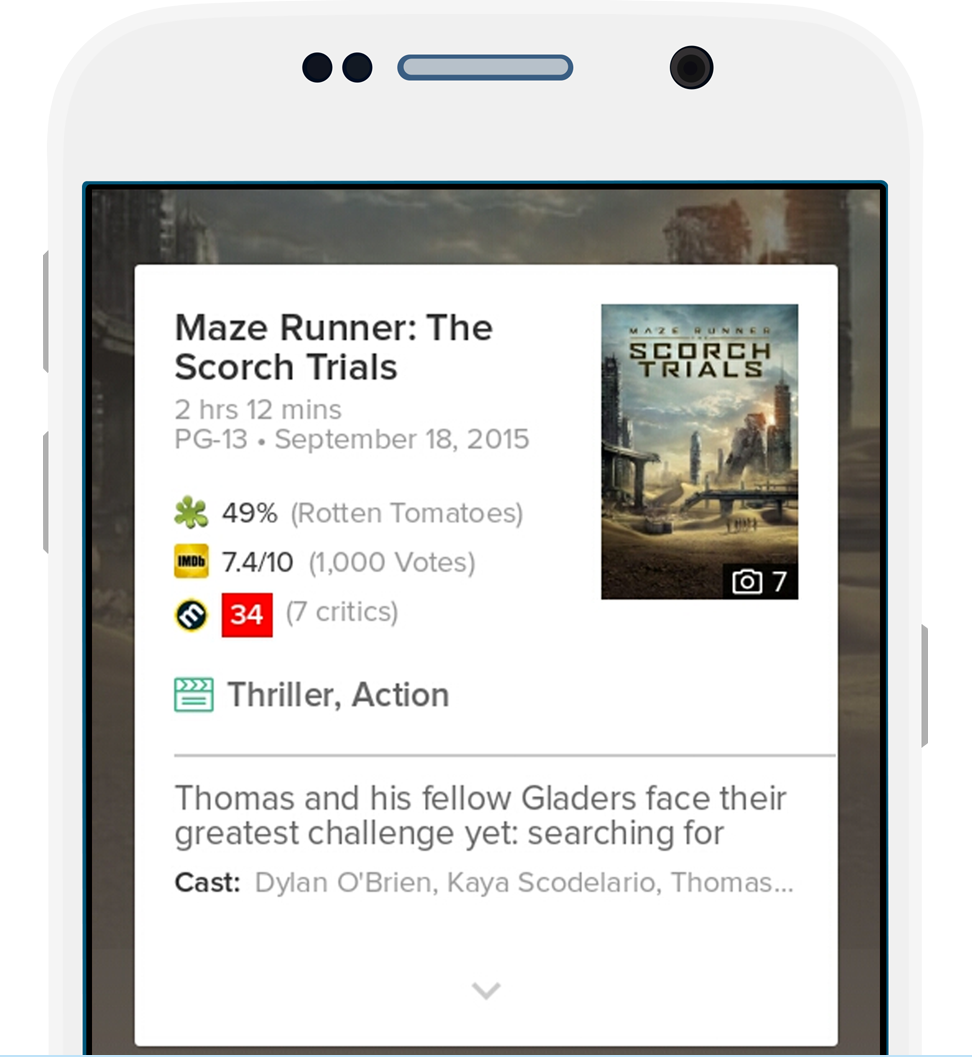 Maze Runner: The
Scorch Trials
2 hrs 12 mins
PG-13 • September 18, 2015
MAZE RUNNER
SCORCH
TRIALS
49% (Rotten Tomatoes)
IMDb 7.4/10 (1,000 Votes)
m 34 (7 critics)
7
Thriller, Action
Thomas and his fellow Gladers face their
greatest challenge yet: searching for
Cast: Dylan O'Brien, Kaya Scodelario, Thomas...